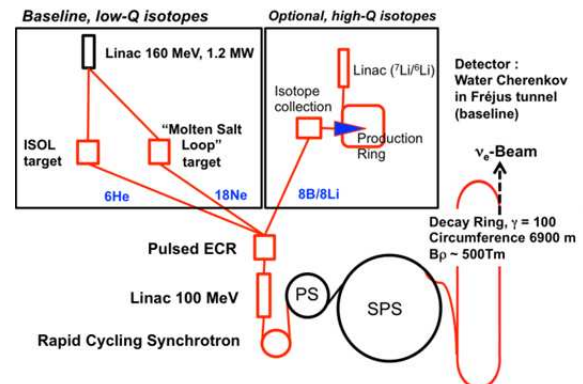 Baseline, low-Q isotopes
Optional, high-Q isotopes
Linac 160 MeV, 1.2 MW
Linac (⁷Li/⁶Li)
Isotope
collection
Production
Ring
ISOL
target
“Molten Salt
Loop”
target
6He
18Ne
8B/8Li
Detector :
Water Cherenkov
in Fréjus tunnel
(baseline)
νe-Beam
Decay Ring, γ = 100
Circumference 6900 m
Bρ ~ 500Tm
Pulsed ECR
Linac 100 MeV
PS
SPS
Rapid Cycling Synchrotron